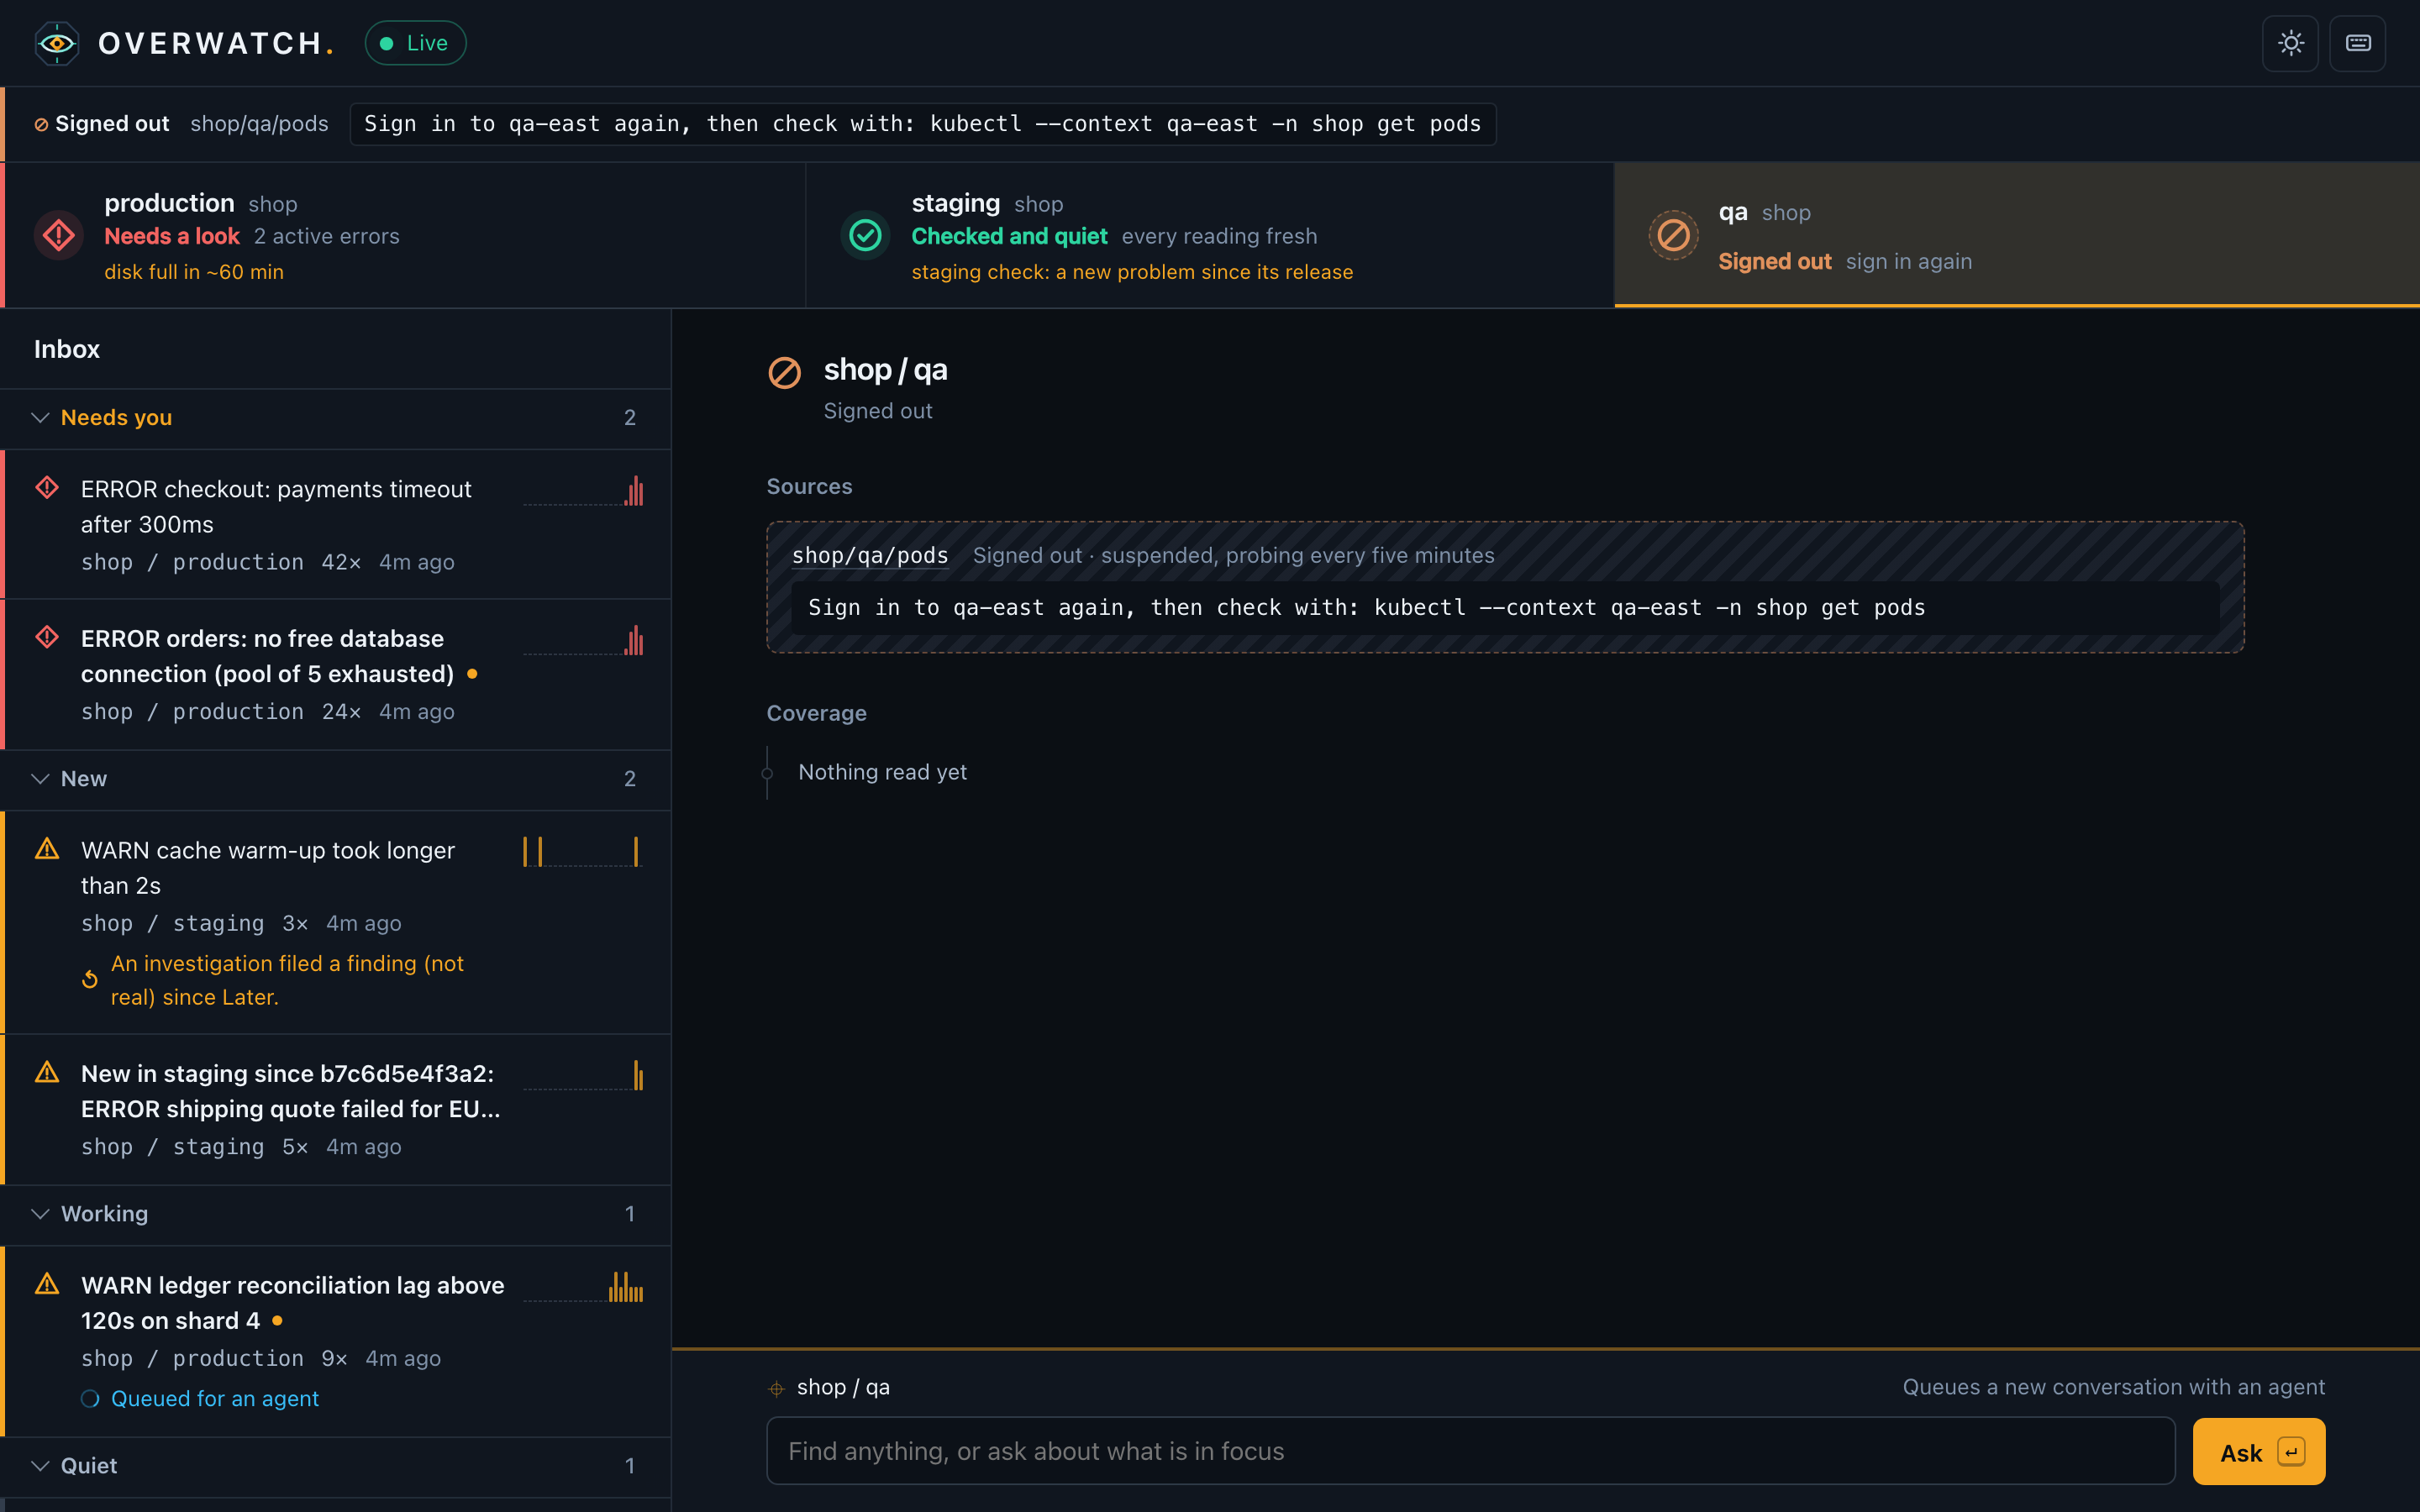 OVERWATCH.
Live
Signed out shop/qa/pods Sign in to qa-east again, then check with: kubectl --context qa-east -n shop get pods
production shop
Needs a look 2 active errors
disk full in ~60 min
staging shop
Checked and quiet every reading fresh
staging check: a new problem since its release
qa shop
Signed out sign in again
Inbox
Needs you 2
ERROR checkout: payments timeout
after 300ms
shop / production 42× 4m ago
ERROR orders: no free database
connection (pool of 5 exhausted)
shop / production 24× 4m ago
New 2
WARN cache warm-up took longer
than 2s
shop / staging 3× 4m ago
An investigation filed a finding (not
real) since Later.
New in staging since b7c6d5e4f3a2:
ERROR shipping quote failed for EU...
shop / staging 5× 4m ago
Working 1
WARN ledger reconciliation lag above
120s on shard 4
shop / production 9× 4m ago
Queued for an agent
Quiet 1
shop / qa
Signed out
Sources
shop/qa/pods Signed out · suspended, probing every five minutes
Sign in to qa-east again, then check with: kubectl --context qa-east -n shop get pods
Coverage
Nothing read yet
shop / qa
Queues a new conversation with an agent
Find anything, or ask about what is in focus
Ask ↵